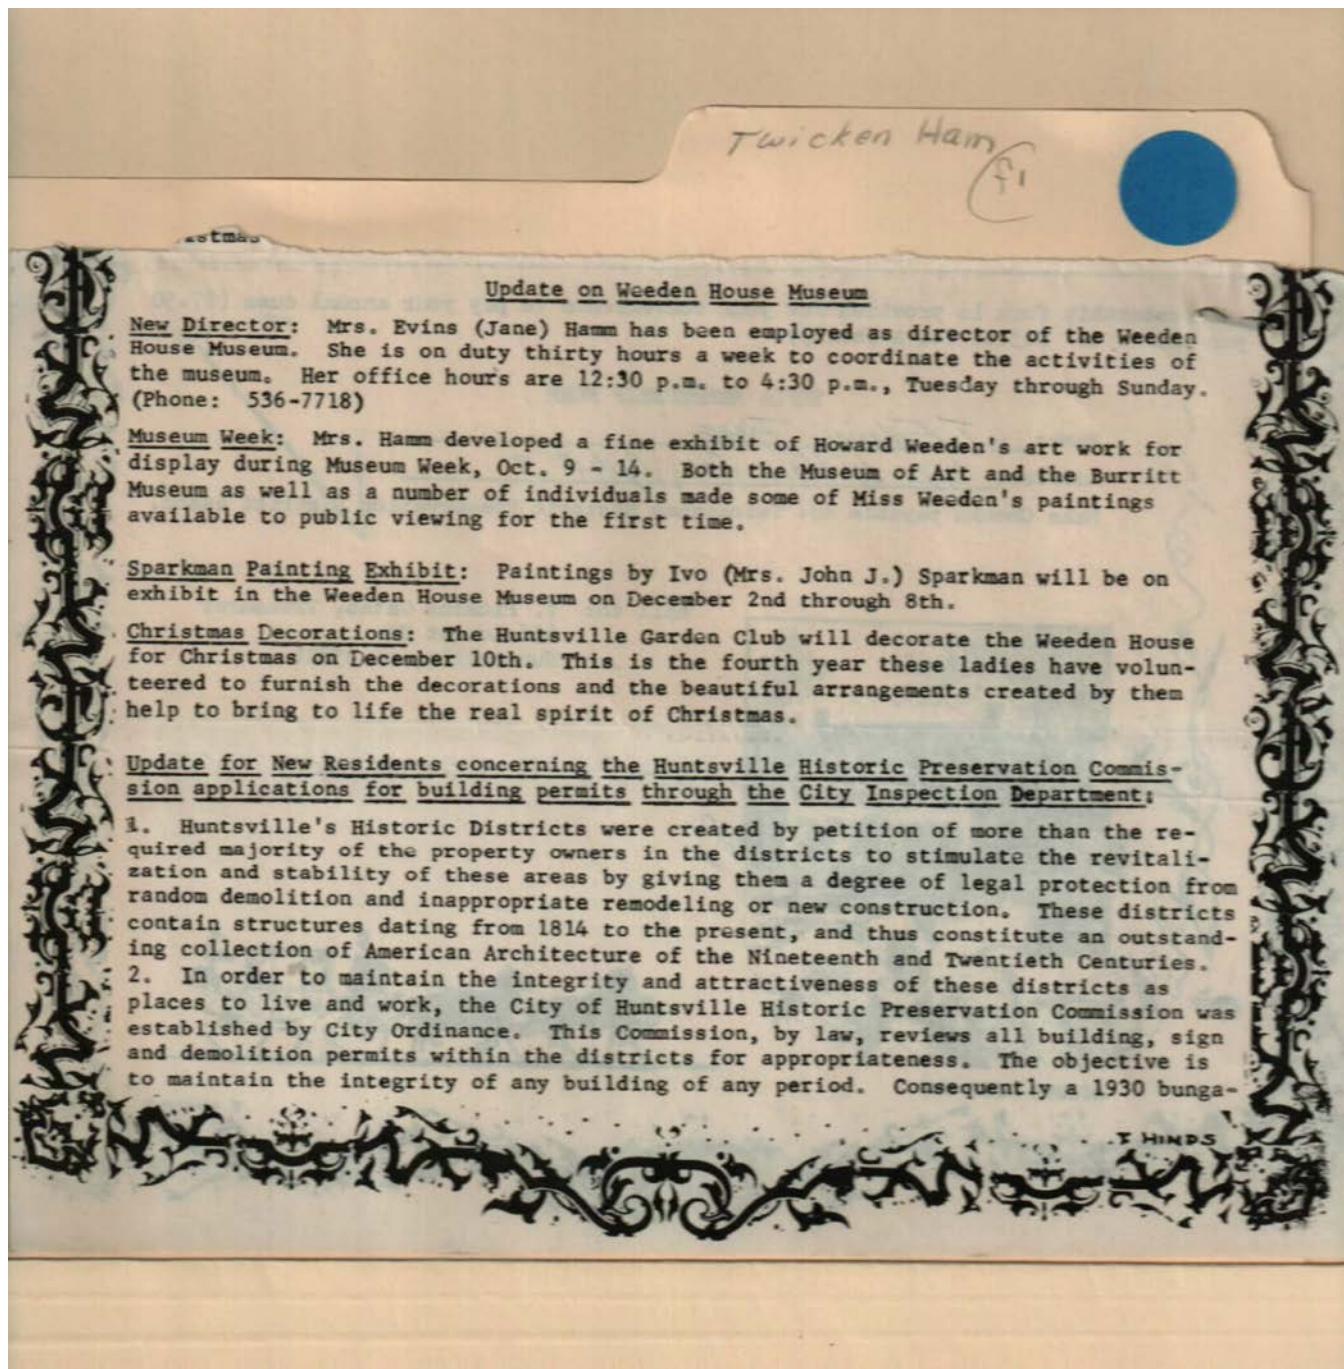 Twicken Ham
f1
istmas
Update on Weeden House Museum
New Director: Mrs. Evins (Jane) Hamm has been employed as director of the Weeden
House Museum. She is on duty thirty hours a week to coordinate the activities of
the museum. Her office hours are 12:30 p.m. to 4:30 p.m., Tuesday through Sunday.
(Phone: 536-7718)
Museum Week: Mrs. Hamm developed a fine exhibit of Howard Weeden's art work for
display during Museum Week, Oct. 9 - 14. Both the Museum of Art and the Burritt
Museum as well as a number of individuals made some of Miss Weeden's paintings
available to public viewing for the first time.
Sparkman Painting Exhibit: Paintings by Ivo (Mrs. John J.) Sparkman will be on
exhibit in the Weeden House Museum on December 2nd through 8th.
Christmas Decorations: The Huntsville Garden Club will decorate the Weeden House
for Christmas on December 10th. This is the fourth year these ladies have volun-
teered to furnish the decorations and the beautiful arrangements created by them
help to bring to life the real spirit of Christmas.
Update for New Residents concerning the Huntsville Historic Preservation Commis-
sion applications for building permits through the City Inspection Department:
1. Huntsville's Historic Districts were created by petition of more than the re-
quired majority of the property owners in the districts to stimulate the revitali-
zation and stability of these areas by giving them a degree of legal protection from
random demolition and inappropriate remodeling or new construction. These districts
contain structures dating from 1814 to the present, and thus constitute an outstand-
ing collection of American Architecture of the Nineteenth and Twentieth Centuries.
2. In order to maintain the integrity and attractiveness of these districts as
places to live and work, the City of Huntsville Historic Preservation Commission was
established by City Ordinance. This Commission, by law, reviews all building, sign
and demolition permits within the districts for appropriateness. The objective is
to maintain the integrity of any building of any period. Consequently a 1930 bunga-
T HINDS